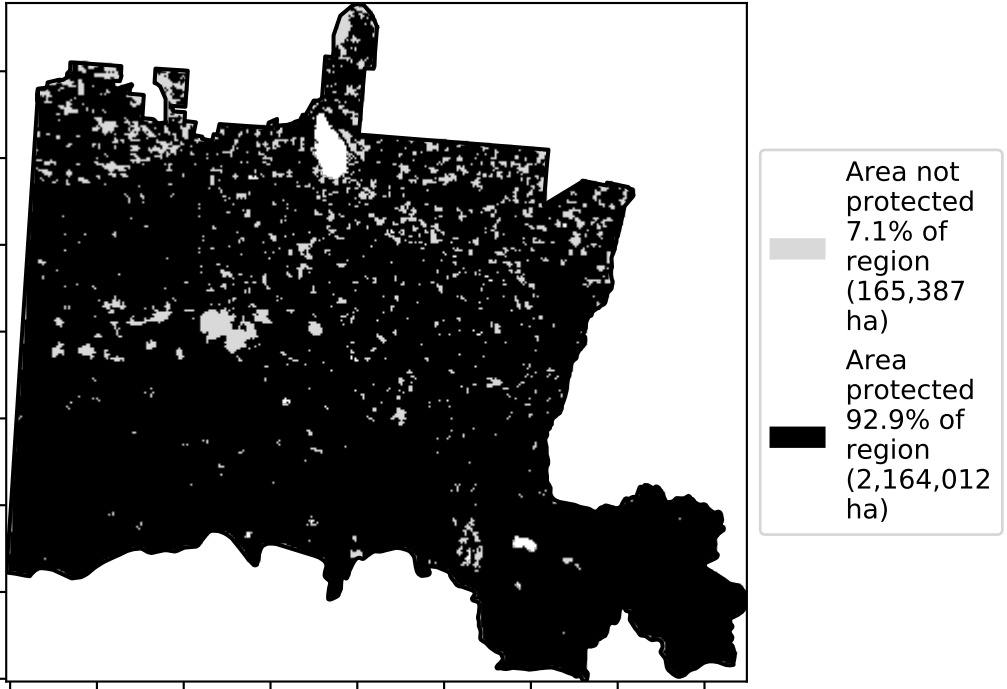 Area not
protected
7.1% of
region
(165,387
ha)
Area
protected
92.9% of
region
(2,164,012
ha)